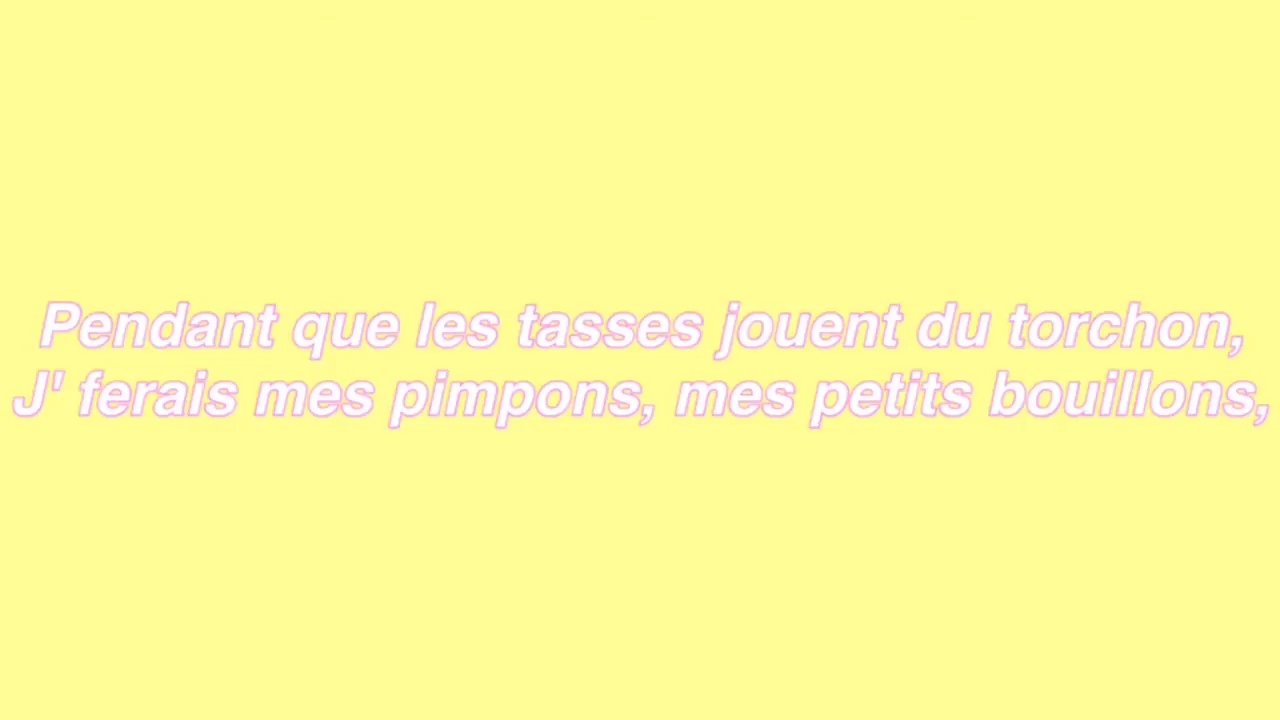 Pendant que les tasses jouent du torchon,
J' ferais mes pimpons, mes petits bouillons,